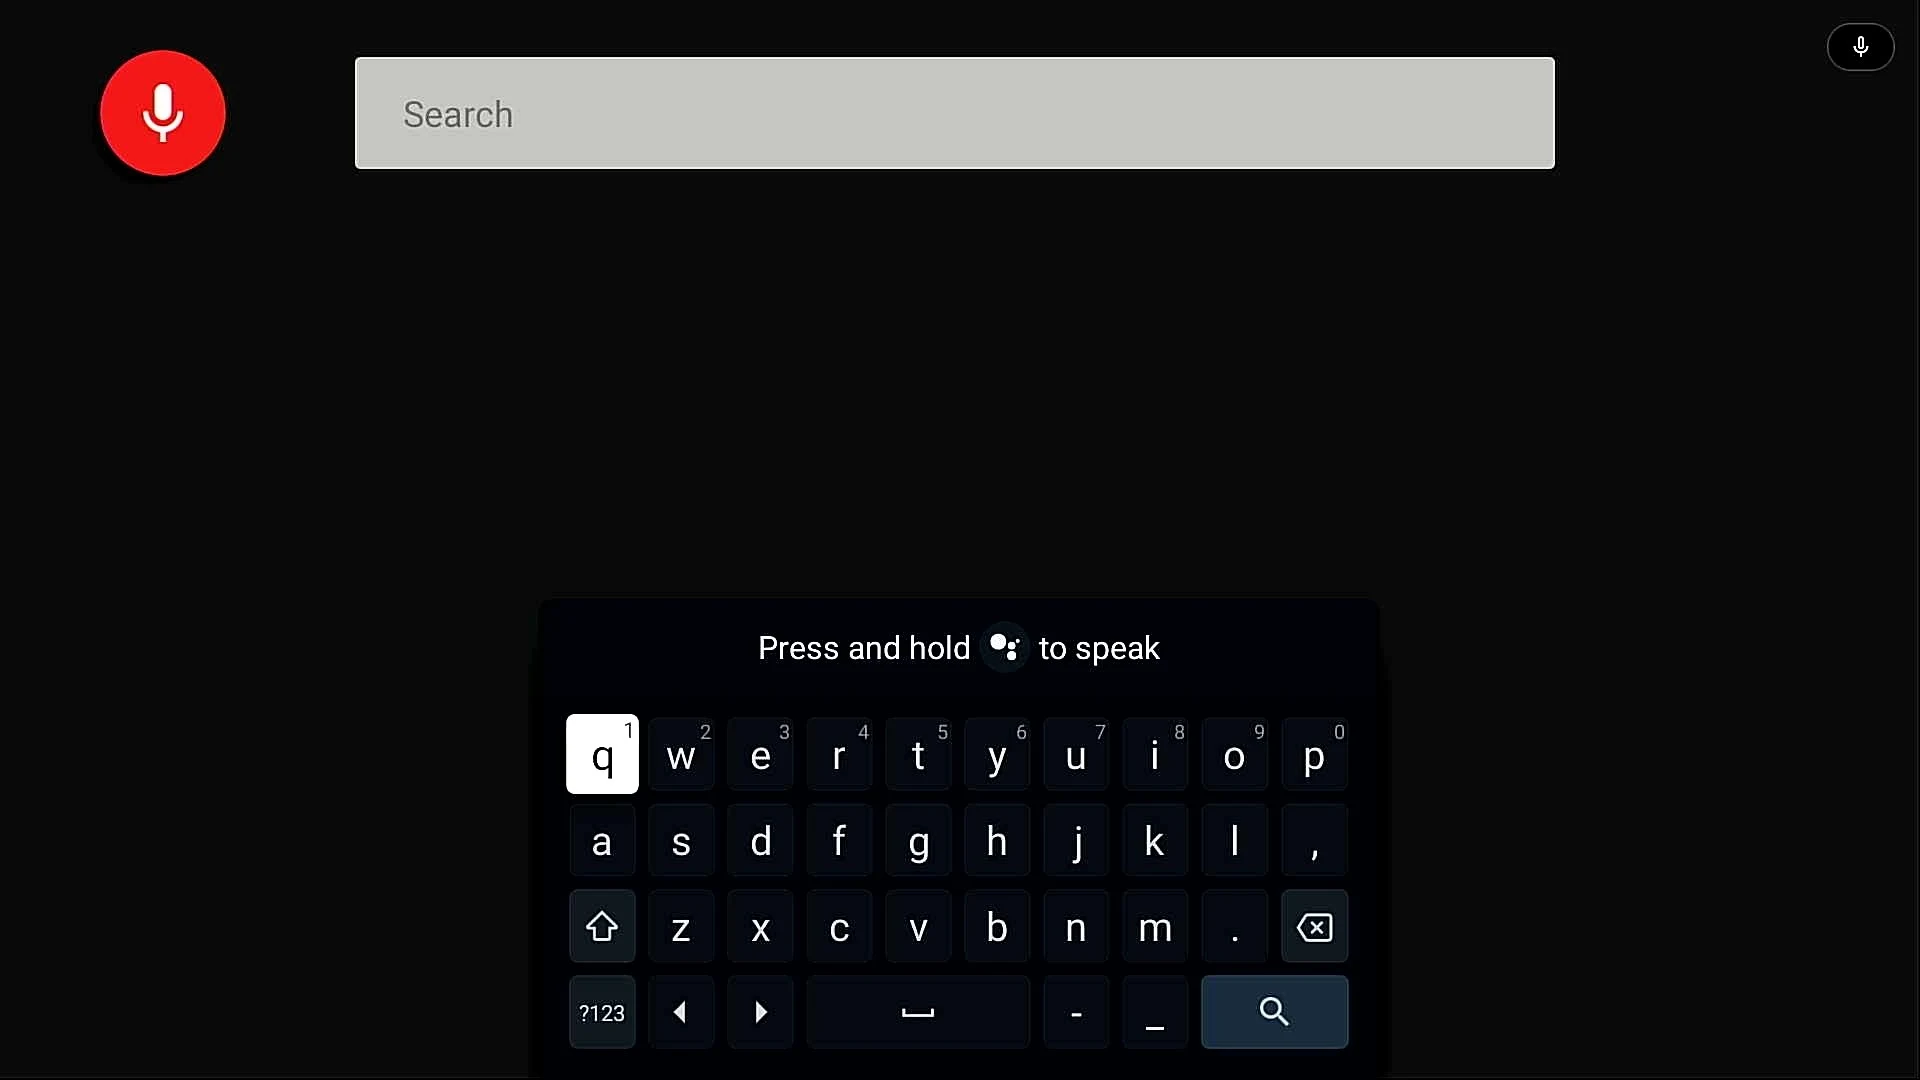 Search
Press and hold to speak
q 1 w 2 e 3 r 4 t 5 y 6 u 7 i 8 o 9 p 0
a s d f g h j k l ,
z x c v b n m .
?123 - _